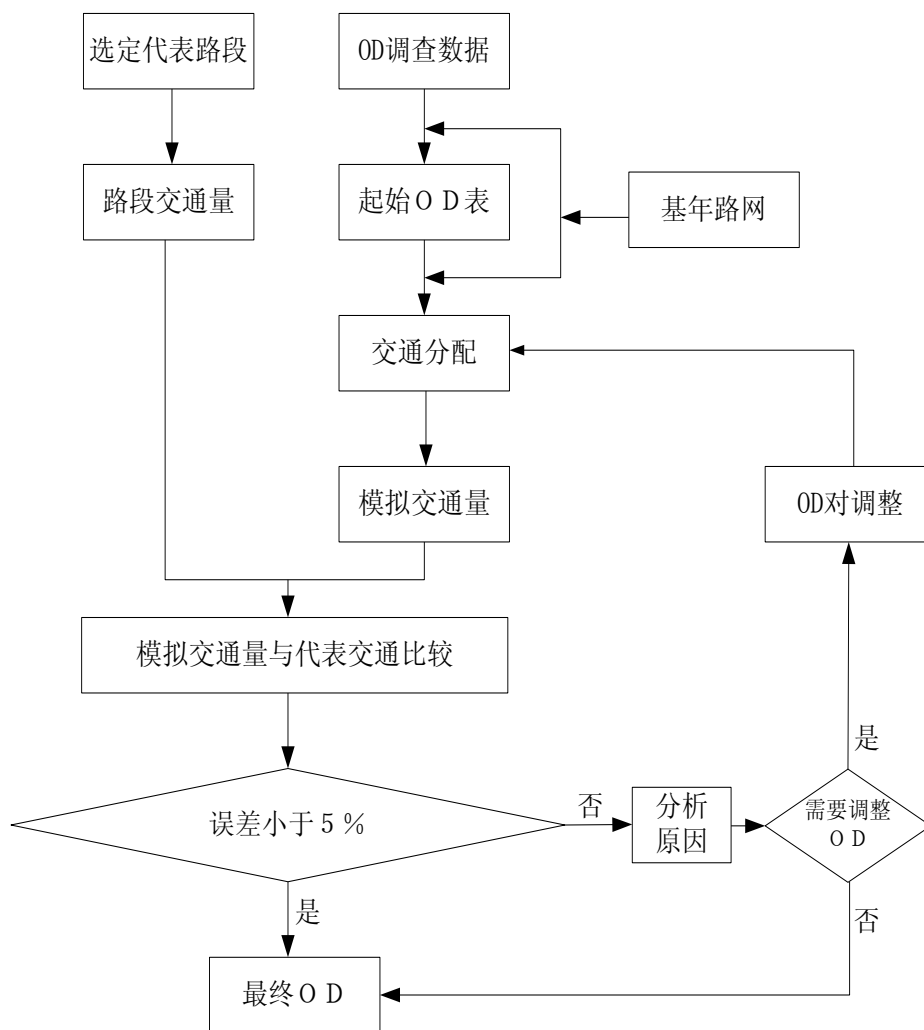 选定代表路段
OD调查数据
路段交通量
起始OD表
基年路网
交通分配
模拟交通量
OD对调整
模拟交通量与代表交通比较
是
误差小于5%
否
分析
原因
需要调整
OD
是
否
最终OD